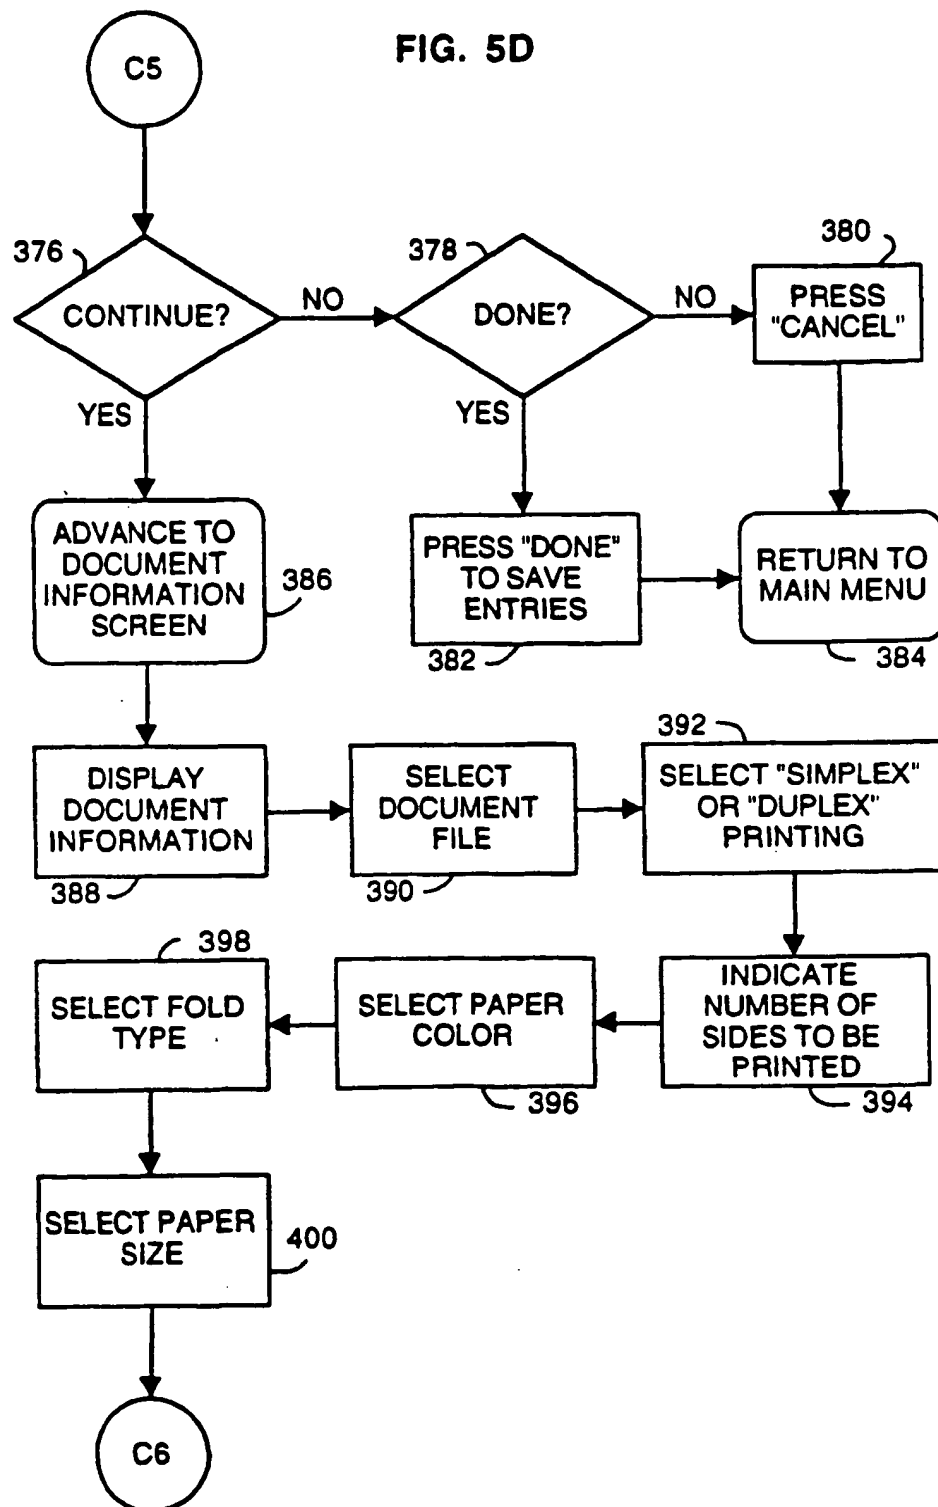 FIG. 5D
C5
376
CONTINUE?
NO
YES
378
DONE?
NO
YES
380
PRESS
"CANCEL"
ADVANCE TO
DOCUMENT
INFORMATION
SCREEN
386
PRESS "DONE"
TO SAVE
ENTRIES
382
RETURN TO
MAIN MENU
384
DISPLAY
DOCUMENT
INFORMATION
388
SELECT
DOCUMENT
FILE
390
392
SELECT "SIMPLEX"
OR "DUPLEX"
PRINTING
INDICATE
NUMBER OF
SIDES TO BE
PRINTED
394
SELECT PAPER
COLOR
396
398
SELECT FOLD
TYPE
SELECT PAPER
SIZE
400
C6